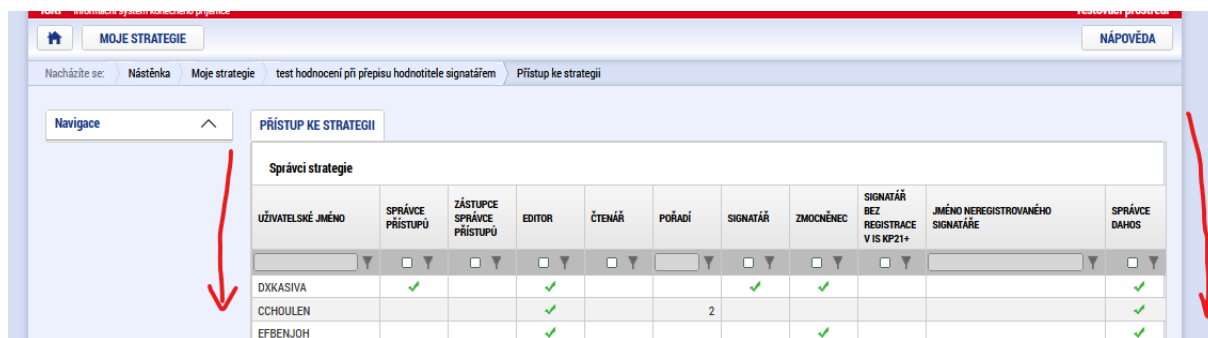 MOJE STRATEGIE
NÁPOVĚDA
Nacházíte se: Nástěnka Moje strategie test hodnocení při přepisu hodnotitele signatářem Přístup ke strategii
Navigace
PŘÍSTUP KE STRATEGII
Správci strategie
UŽIVATELSKÉ JMÉNO
SPRÁVCE
PŘÍSTUPŮ
ZÁSTUPCE
SPRÁVCE
PŘÍSTUPŮ
EDITOR
ČTENÁŘ
POŘADÍ
SIGNATÁŘ
ZMOCNĚNEC
SIGNATÁŘ
BEZ
REGISTRACE
V IS KP21+
JMÉNO NEREGISTROVANÉHO
SIGNATÁŘE
SPRÁVCE
DAHOS
DXKASIVA
CCHOULEN 2
EFBENJOH